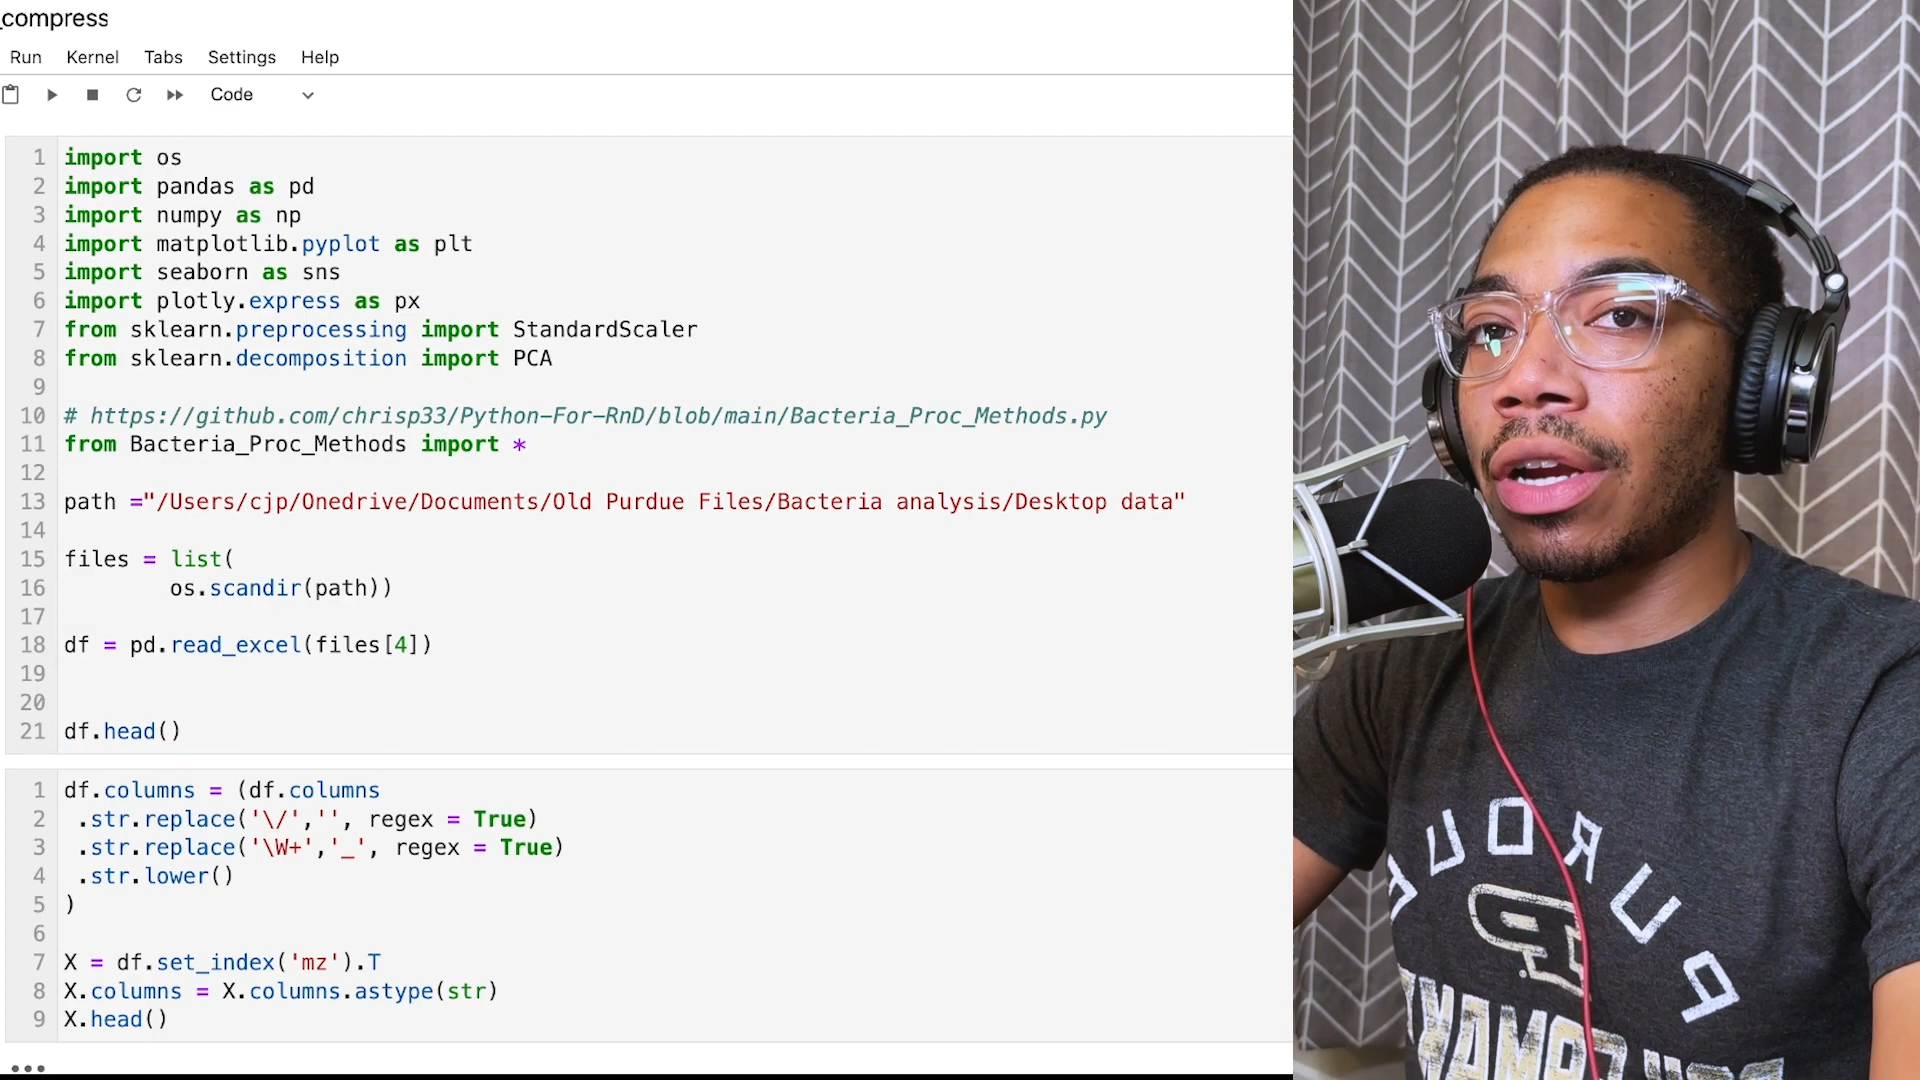 _compress
Run Kernel Tabs Settings Help
Code
1 import os
2 import pandas as pd
3 import numpy as np
4 import matplotlib.pyplot as plt
5 import seaborn as sns
6 import plotly.express as px
7 from sklearn.preprocessing import StandardScaler
8 from sklearn.decomposition import PCA
9
10 # https://github.com/chrisp33/Python-For-RnD/blob/main/Bacteria_Proc_Methods.py
11 from Bacteria_Proc_Methods import *
12
13 path ="/Users/cjp/Onedrive/Documents/Old Purdue Files/Bacteria analysis/Desktop data"
14
15 files = list(
16         os.scandir(path))
17
18 df = pd.read_excel(files[4])
19
20
21 df.head()
1 df.columns = (df.columns
2  .str.replace('\/','', regex = True)
3  .str.replace('\W+','_', regex = True)
4  .str.lower()
5 )
6
7 X = df.set_index('mz').T
8 X.columns = X.columns.astype(str)
9 X.head()
PURDUE